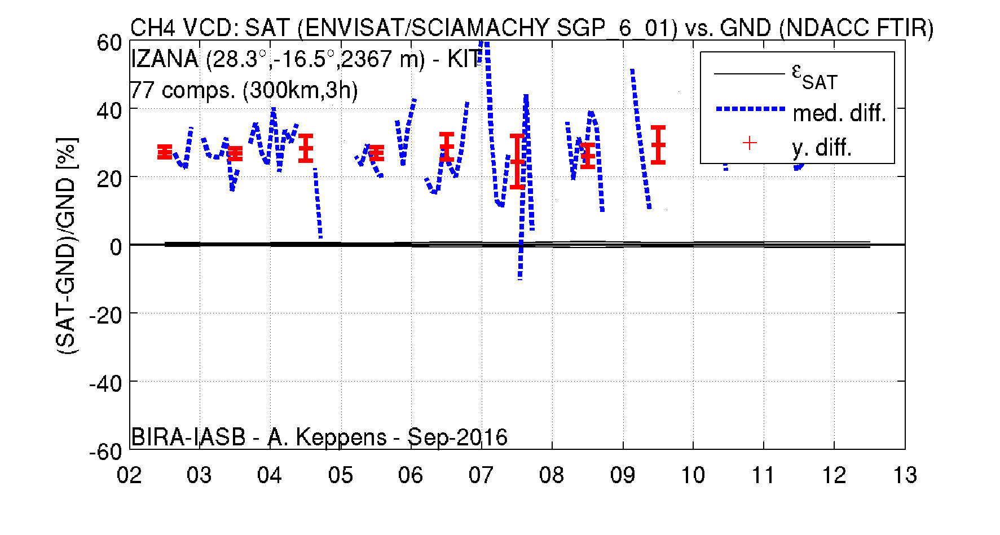 CH4 VCD: SAT (ENVISAT/SCIAMACHY SGP_6_01) vs. GND (NDACC FTIR)
IZANA (28.3°,-16.5°,2367 m) - KIT
77 comps. (300km,3h)
εSAT
med. diff.
y. diff.
(SAT-GND)/GND [%]
60
40
20
0
-20
-40
-60
BIRA-IASB - A. Keppens - Sep-2016
02 03 04 05 06 07 08 09 10 11 12 13